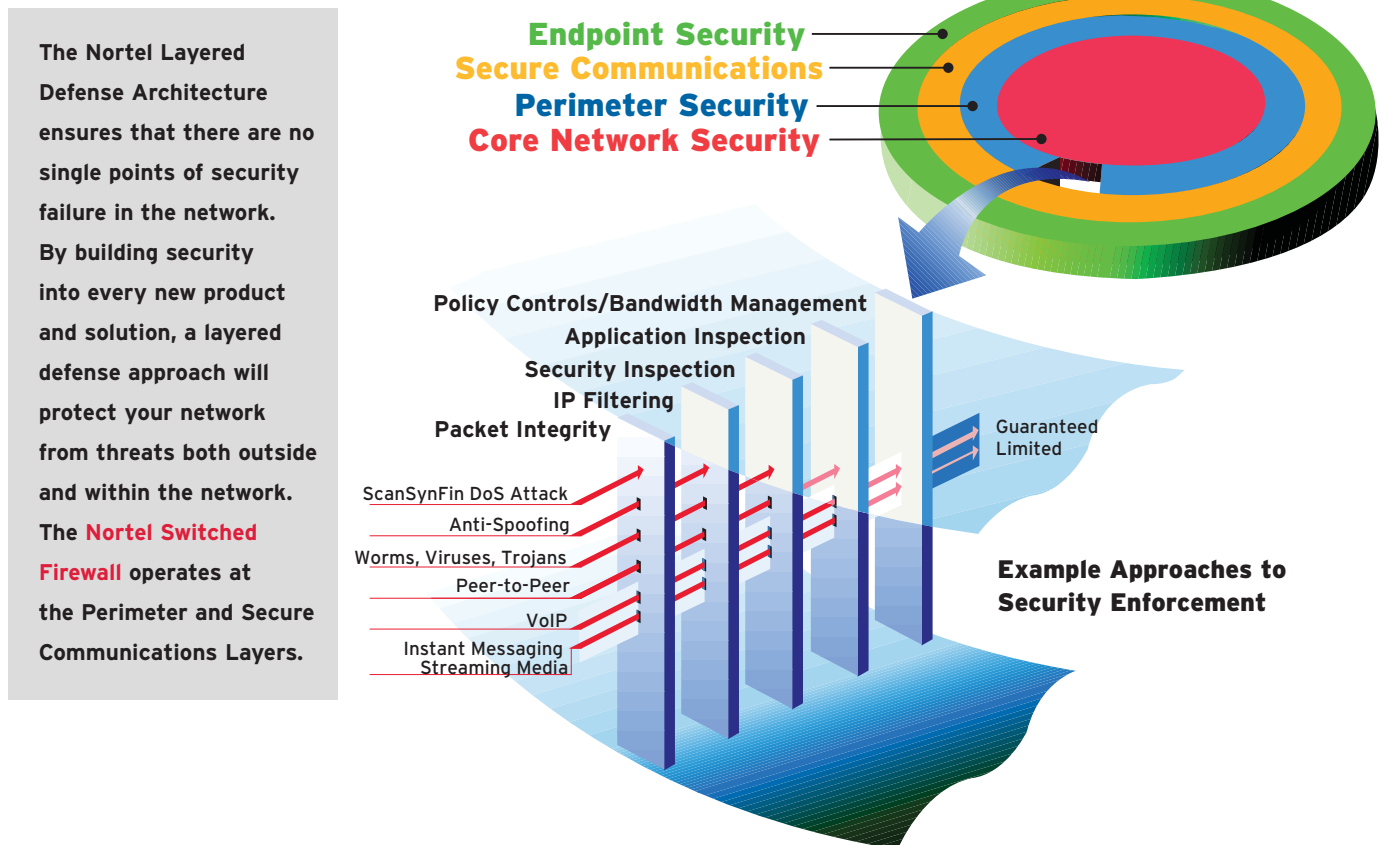 The Nortel Layered
Defense Architecture
ensures that there are no
single points of security
failure in the network.
By building security
into every new product
and solution, a layered
defense approach will
protect your network
from threats both outside
and within the network.
The Nortel Switched
Firewall operates at
the Perimeter and Secure
Communications Layers.
Endpoint Security
Secure Communications
Perimeter Security
Core Network Security
Policy Controls/Bandwidth Management
Application Inspection
Security Inspection
IP Filtering
Packet Integrity
ScanSynFin DoS Attack
Anti-Spoofing
Worms, Viruses, Trojans
Peer-to-Peer
VoIP
Instant Messaging
Streaming Media
Guaranteed
Limited
Example Approaches to
Security Enforcement